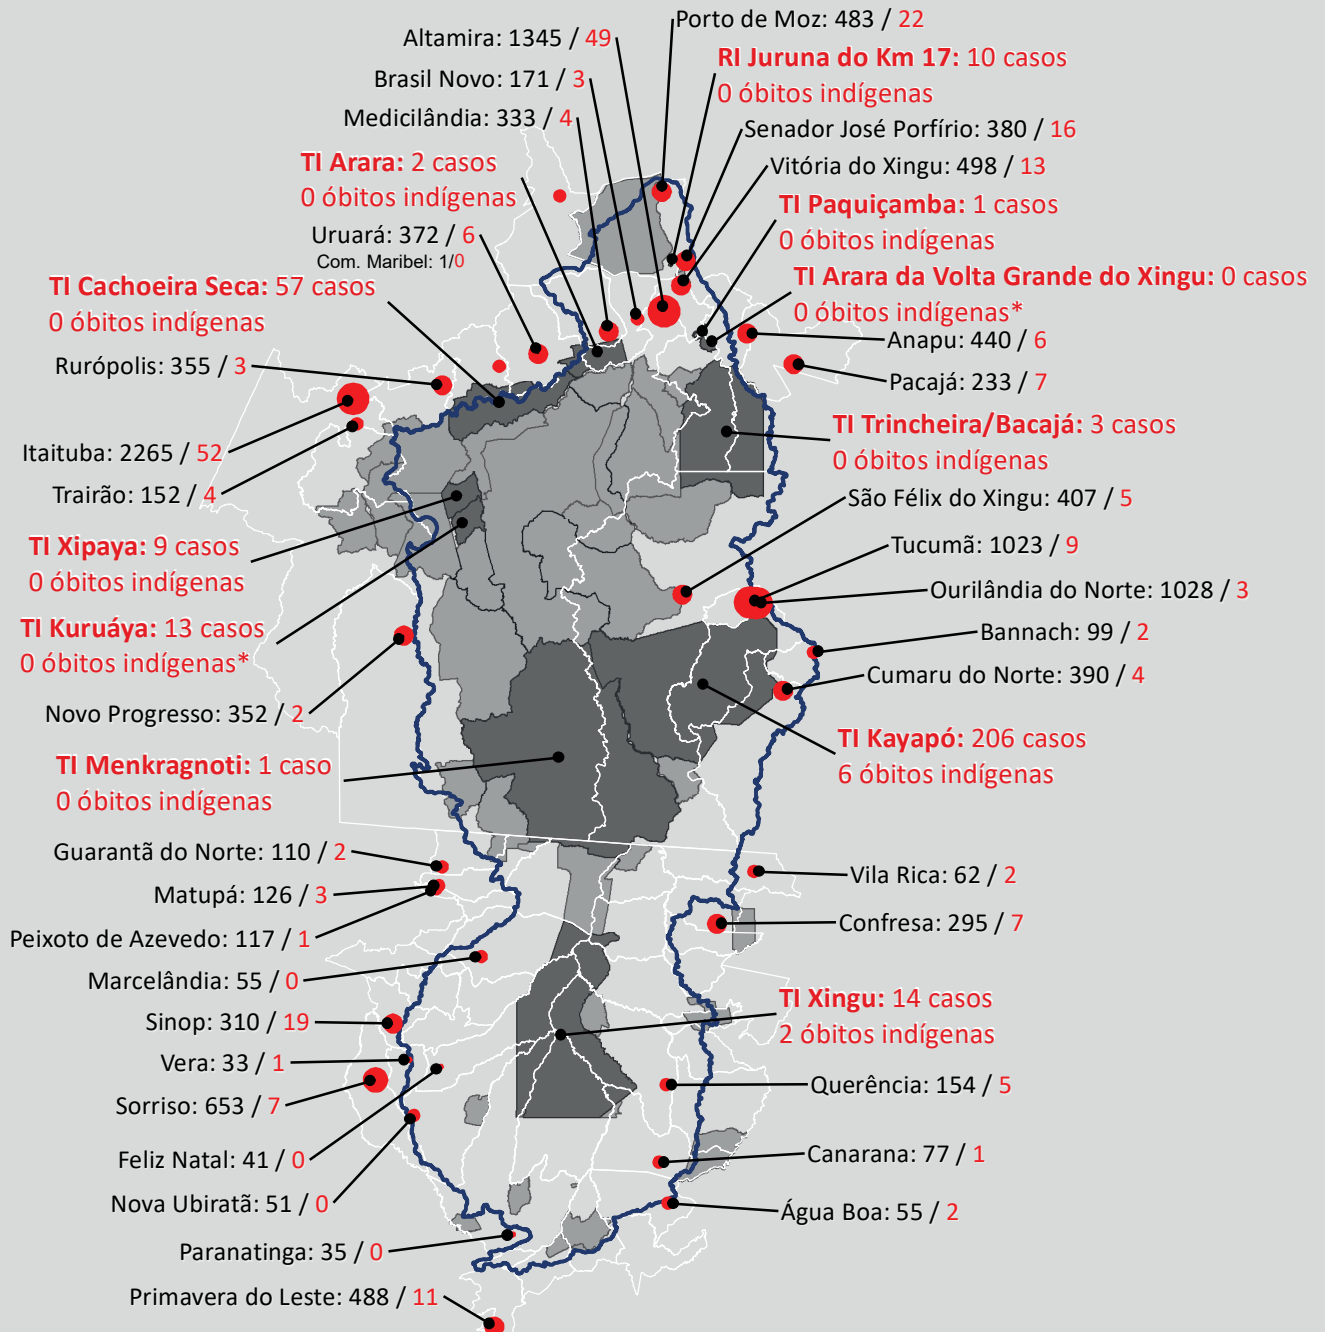 Porto de Moz: 483 / 22
Altamira: 1345 / 49
RI Juruna do Km 17: 10 casos
0 óbitos indígenas
Brasil Novo: 171 / 3
Medicilândia: 333 / 4
Senador José Porfírio: 380 / 16
TI Arara: 2 casos
0 óbitos indígenas
Vitória do Xingu: 498 / 13
TI Paquiçamba: 1 casos
0 óbitos indígenas
Uruará: 372 / 6
Com. Maribel: 1/0
TI Arara da Volta Grande do Xingu: 0 casos
0 óbitos indígenas*
TI Cachoeira Seca: 57 casos
0 óbitos indígenas
Anapu: 440 / 6
Rurópolis: 355 / 3
Pacajá: 233 / 7
TI Trincheira/Bacajá: 3 casos
0 óbitos indígenas
Itaituba: 2265 / 52
Trairão: 152 / 4
São Félix do Xingu: 407 / 5
TI Xipaya: 9 casos
0 óbitos indígenas
Tucumã: 1023 / 9
Ourilândia do Norte: 1028 / 3
TI Kuruáya: 13 casos
0 óbitos indígenas*
Bannach: 99 / 2
Cumaru do Norte: 390 / 4
Novo Progresso: 352 / 2
TI Kayapó: 206 casos
6 óbitos indígenas
TI Menkragnoti: 1 caso
0 óbitos indígenas
Guarantã do Norte: 110 / 2
Vila Rica: 62 / 2
Matupá: 126 / 3
Confresa: 295 / 7
Peixoto de Azevedo: 117 / 1
Marcelândia: 55 / 0
TI Xingu: 14 casos
2 óbitos indígenas
Sinop: 310 / 19
Vera: 33 / 1
Querência: 154 / 5
Sorriso: 653 / 7
Feliz Natal: 41 / 0
Canarana: 77 / 1
Nova Ubiratã: 51 / 0
Água Boa: 55 / 2
Paranatinga: 35 / 0
Primavera do Leste: 488 / 11